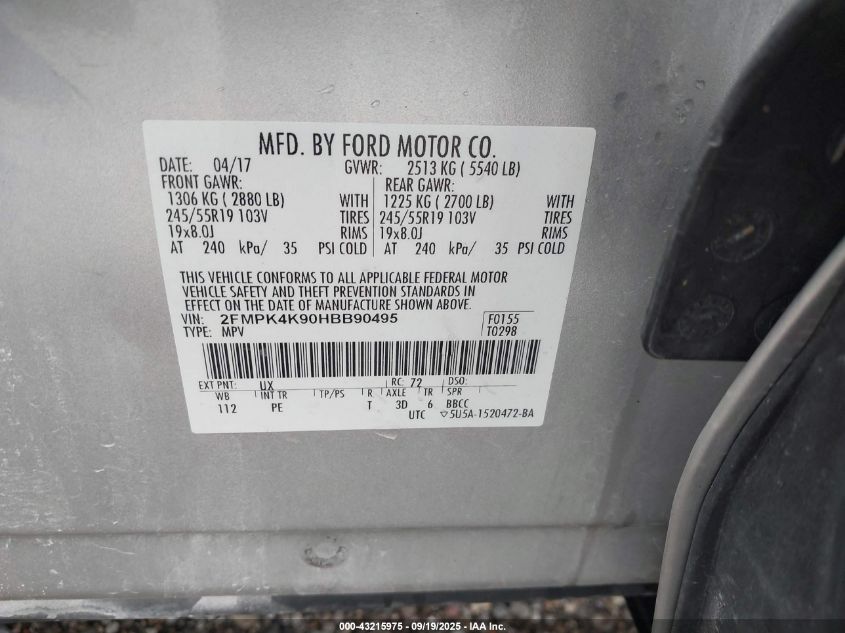 MFD. BY FORD MOTOR CO.
DATE: 04/17 GVWR: 2513 KG ( 5540 LB)
FRONT GAWR: REAR GAWR:
1306 KG ( 2880 LB) WITH 1225 KG ( 2700 LB) WITH
245/55R19 103V TIRES 245/55R19 103V TIRES
19x8.0J RIMS 19x8.0J RIMS
AT 240 kPa/ 35 PSI COLD AT 240 kPa/ 35 PSI COLD
THIS VEHICLE CONFORMS TO ALL APPLICABLE FEDERAL MOTOR
VEHICLE SAFETY AND THEFT PREVENTION STANDARDS IN
EFFECT ON THE DATE OF MANUFACTURE SHOWN ABOVE.
VIN: 2FMPK4K90HBB90495 F0155
TYPE: MPV T0298
EXT PNT: UX RC: 72 DSO:
WB INT TR TP/PS R AXLE TR SPR
112 PE T 3D 6 BBCC
UTC ▽5U5A-1520472-BA
000-43215975 - 09/19/2025 - IAA Inc.